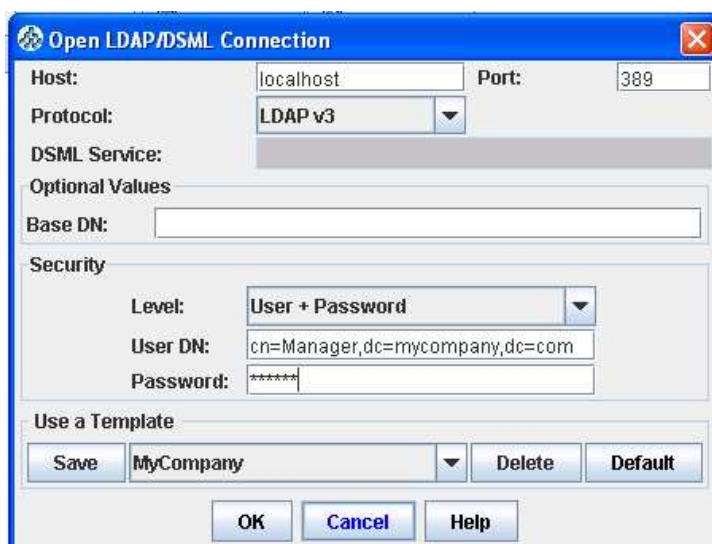 Open LDAP/DSML Connection
Host: localhost Port: 389
Protocol: LDAP v3
DSML Service:
Optional Values
Base DN:
Security
Level: User + Password
User DN: cn=Manager,dc=mycompany,dc=com
Password: ******
Use a Template
Save MyCompany Delete Default
OK Cancel Help